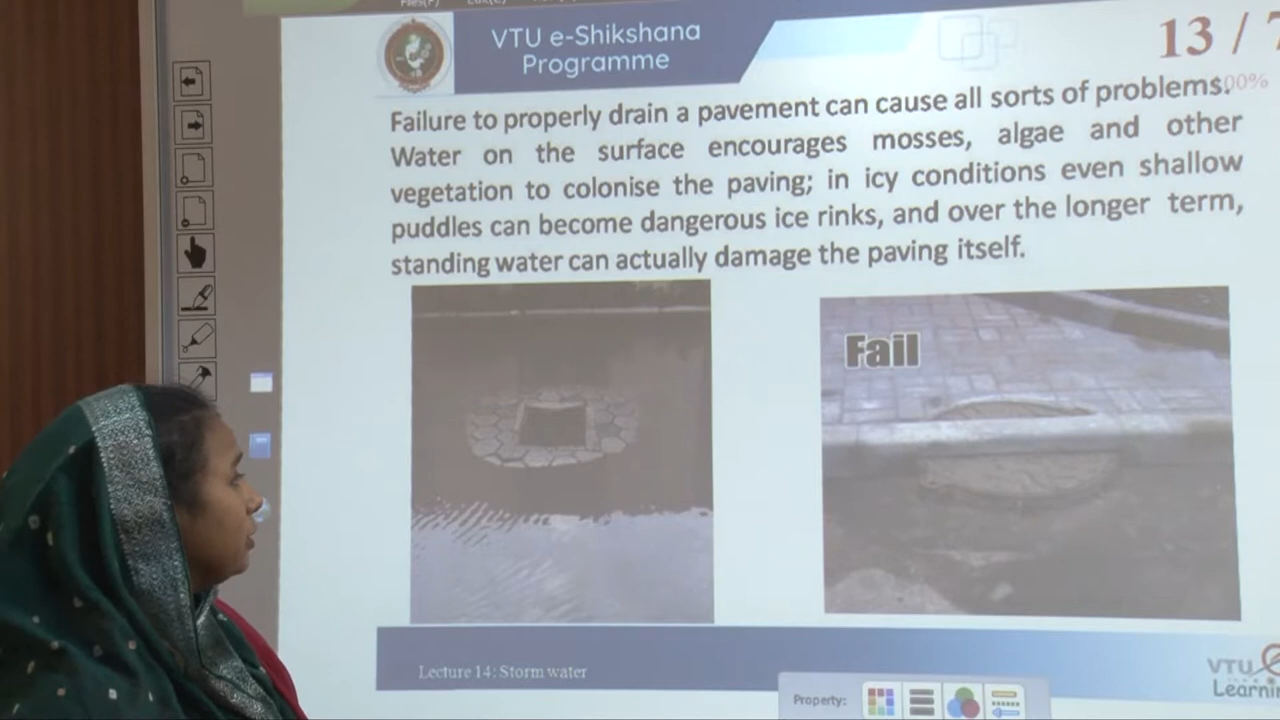 VTU e-Shikshana
Programme
13 /
00%
Failure to properly drain a pavement can cause all sorts of problems.
Water on the surface encourages mosses, algae and other
vegetation to colonise the paving; in icy conditions even shallow
puddles can become dangerous ice rinks, and over the longer term,
standing water can actually damage the paving itself.
Fail
Lecture 14: Storm water
VTU
Learnin
Property: